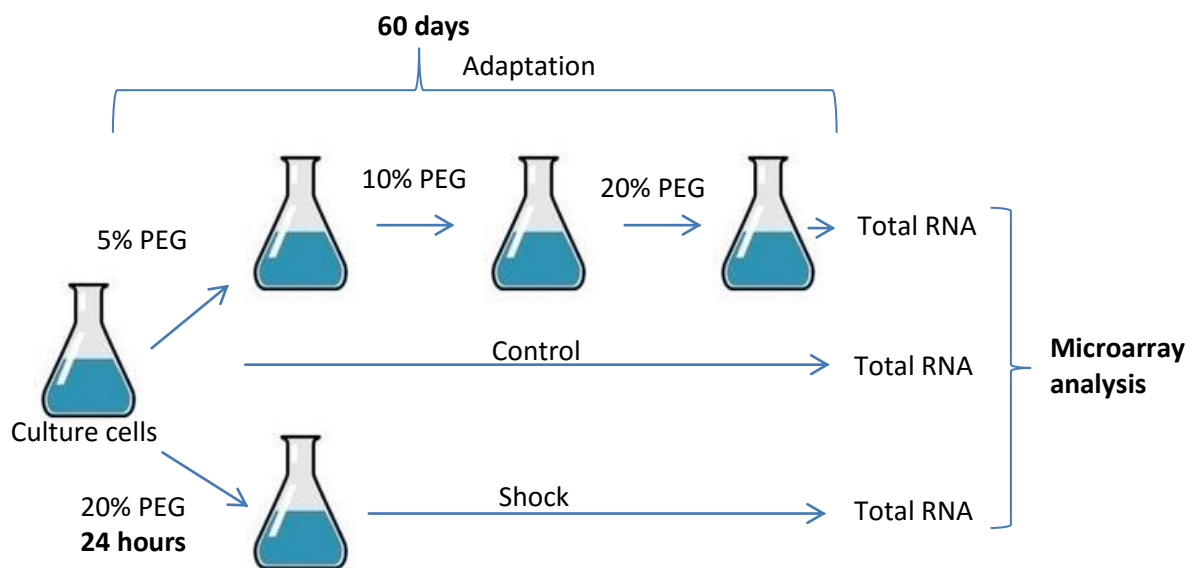 60 days
Adaptation
10% PEG
20% PEG
5% PEG
Total RNA
Control
Total RNA
Microarray
analysis
Culture cells
20% PEG
24 hours
Shock
Total RNA